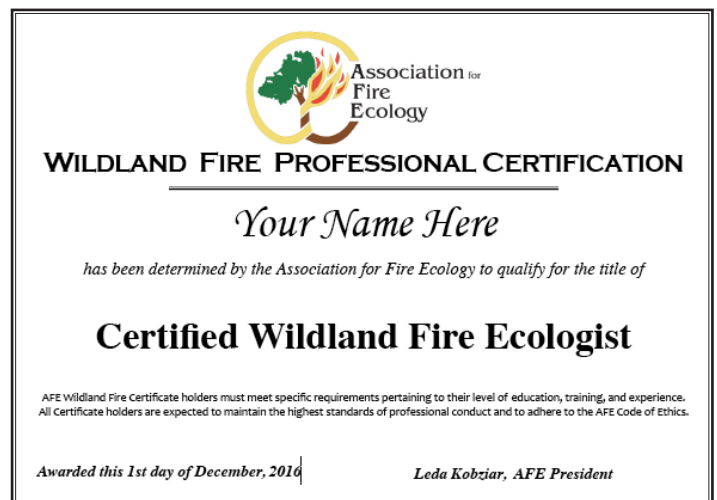 Association for
Fire
Ecology
WILDLAND FIRE PROFESSIONAL CERTIFICATION
Your Name Here
has been determined by the Association for Fire Ecology to qualify for the title of
Certified Wildland Fire Ecologist
AFE Wildland Fire Certificate holders must meet specific requirements pertaining to their level of education, training, and experience.
All Certificate holders are expected to maintain the highest standards of professional conduct and to adhere to the AFE Code of Ethics.
Awarded this 1st day of December, 2016
Leda Kobziar, AFE President